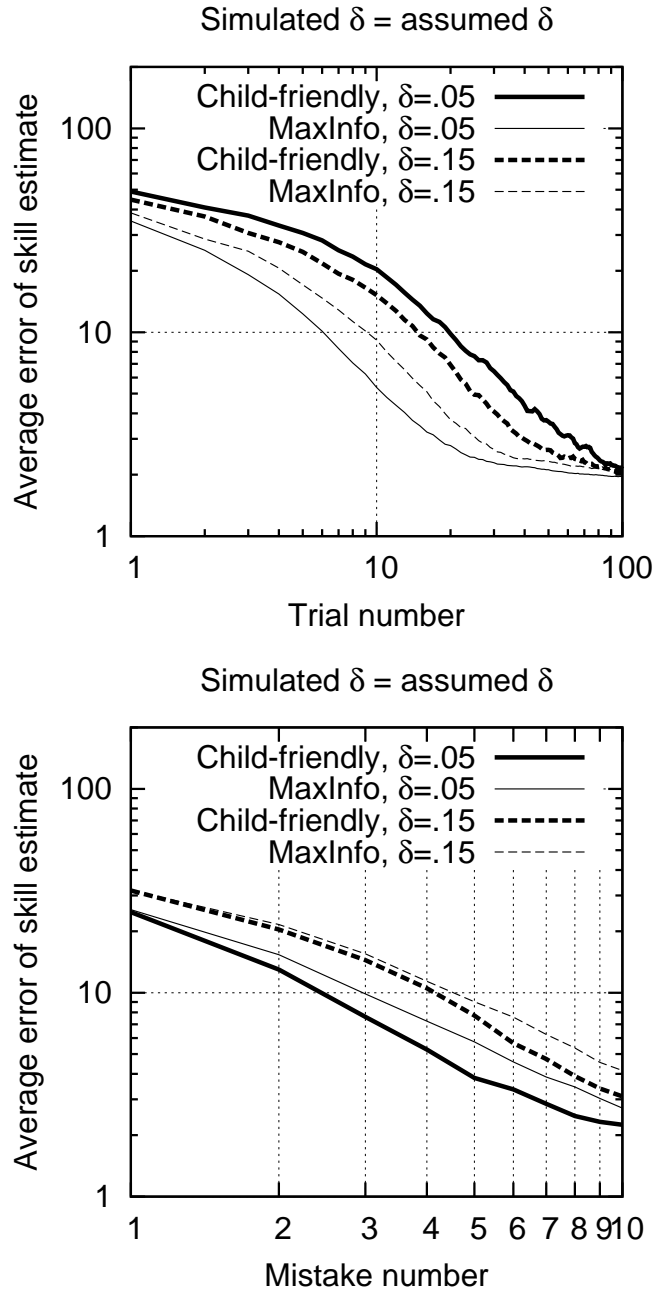 Simulated δ = assumed δ
Child-friendly, δ=.05
MaxInfo, δ=.05
Child-friendly, δ=.15
MaxInfo, δ=.15
100
10
1
Average error of skill estimate
1 10 100
Trial number
Simulated δ = assumed δ
Child-friendly, δ=.05
MaxInfo, δ=.05
Child-friendly, δ=.15
MaxInfo, δ=.15
100
10
1
Average error of skill estimate
1 2 3 4 5 6 7 8 9 10
Mistake number